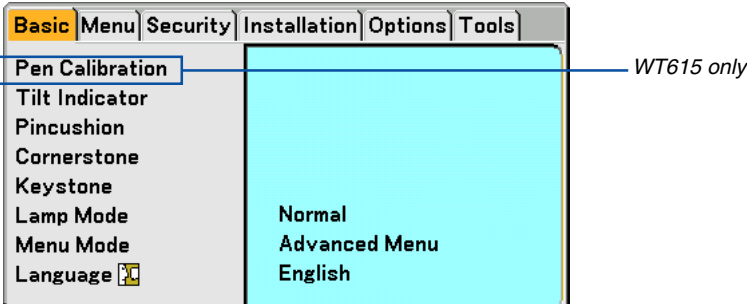 Basic Menu Security Installation Options Tools
Pen Calibration WT615 only
Tilt Indicator
Pincushion
Cornerstone
Keystone
Lamp Mode Normal
Menu Mode Advanced Menu
Language English